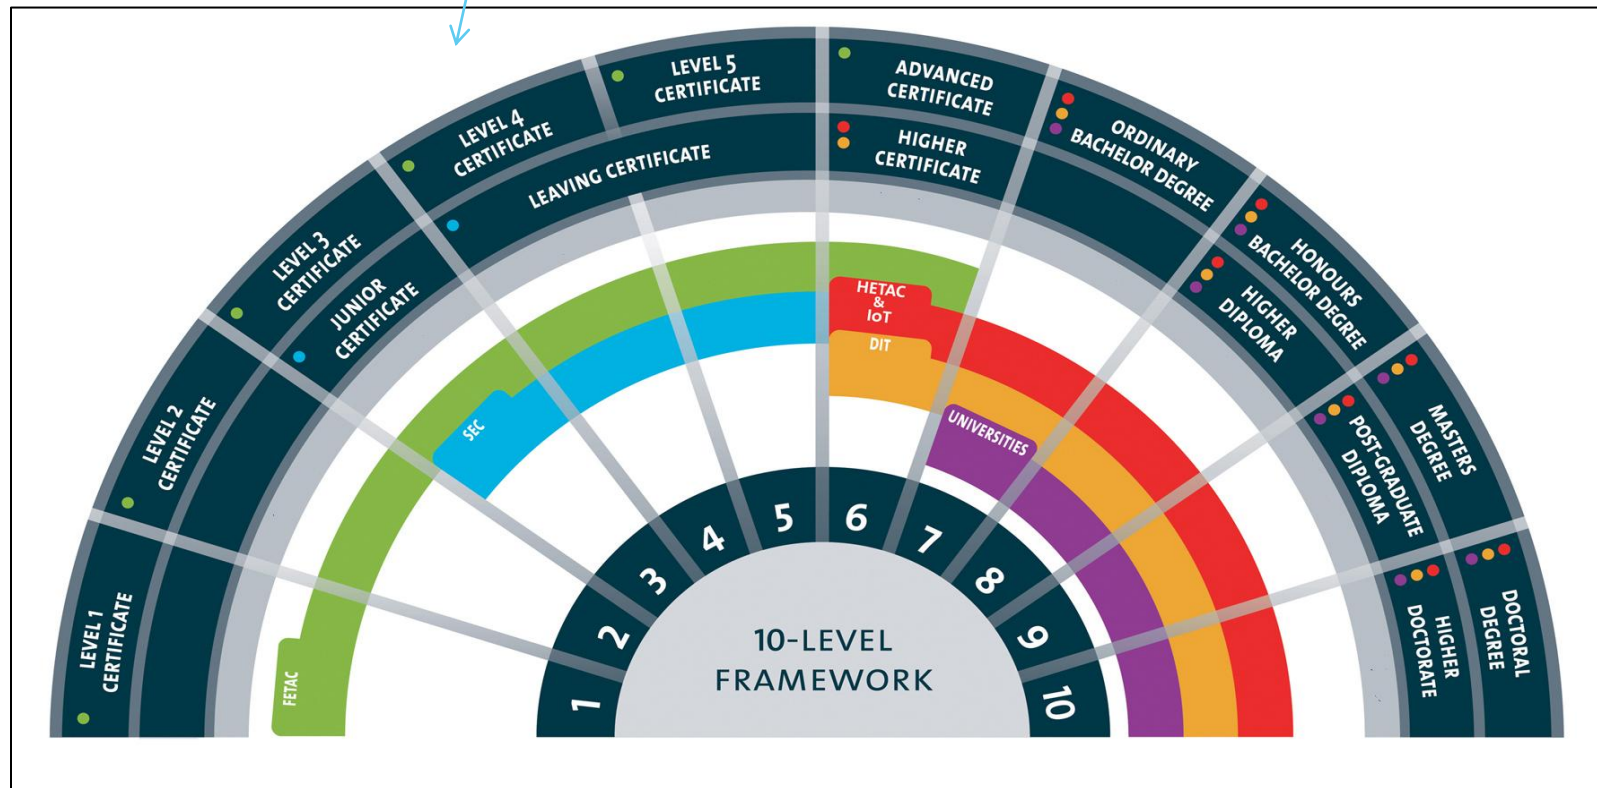 LEVEL 1
CERTIFICATE
LEVEL 2
CERTIFICATE
LEVEL 3
CERTIFICATE
LEVEL 4
CERTIFICATE
LEVEL 5
CERTIFICATE
ADVANCED
CERTIFICATE
ORDINARY
BACHELOR DEGREE
HONOURS
BACHELOR DEGREE
MASTERS
DEGREE
DOCTORAL
DEGREE
JUNIOR
CERTIFICATE
LEAVING CERTIFICATE
HIGHER
CERTIFICATE
HIGHER
DIPLOMA
POST-GRADUATE
DIPLOMA
HIGHER
DOCTORATE
FETAC
SEC
HETAC
&
IoT
DIT
UNIVERSITIES
1
2
3
4
5
6
7
8
9
10
10-LEVEL
FRAMEWORK